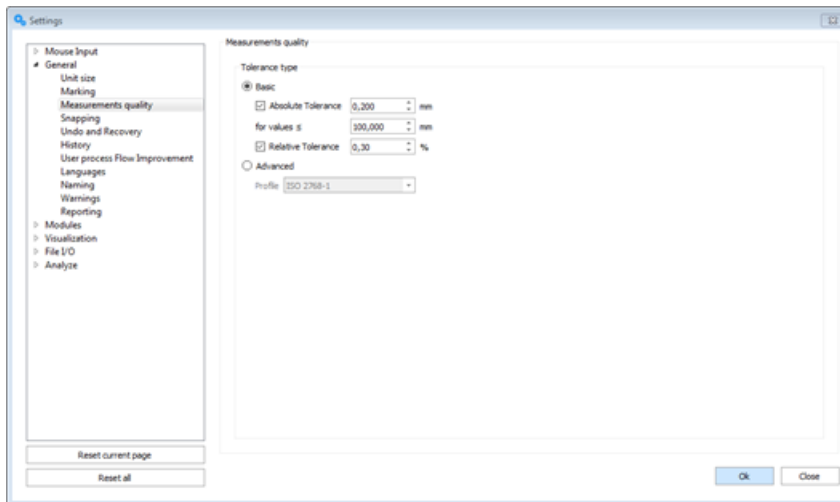 Settings
Mouse Input
General
Unit size
Marking
Measurements quality
Snapping
Undo and Recovery
History
User process Flow Improvement
Languages
Naming
Warnings
Reporting
Modules
Visualization
File I/O
Analyze
Reset current page
Reset all
Measurements quality
Tolerance type
Basic
Absolute Tolerance 0,200 mm
for values ≤ 100,000 mm
Relative Tolerance 0,30 %
Advanced
Profile ISO 2768-1
Ok Close